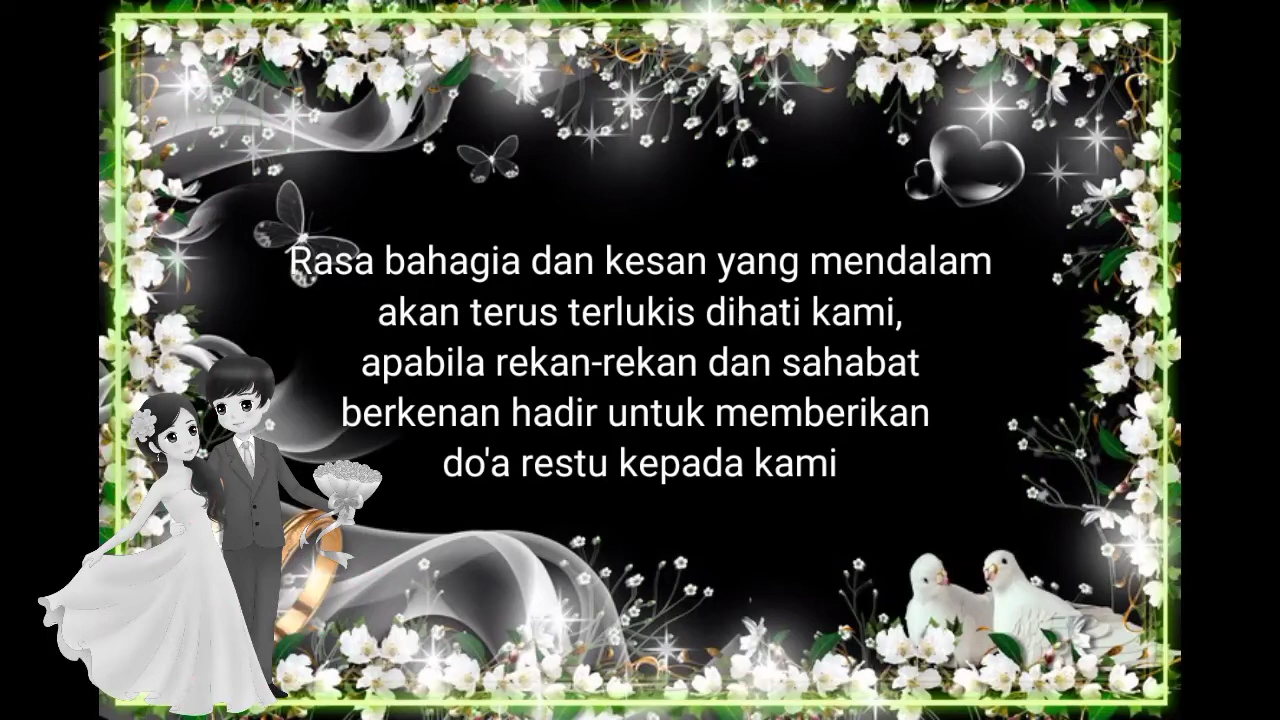 Rasa bahagia dan kesan yang mendalam
akan terus terlukis dihati kami,
apabila rekan-rekan dan sahabat
berkenan hadir untuk memberikan
do'a restu kepada kami